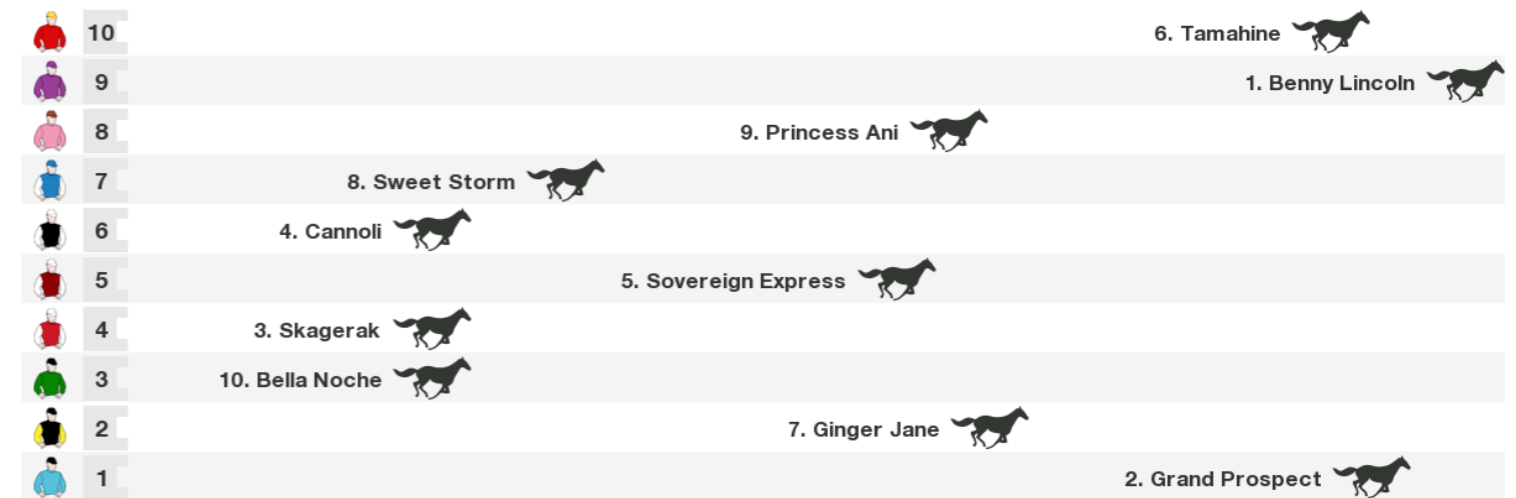 10 6. Tamahine
9 1. Benny Lincoln
8 9. Princess Ani
7 8. Sweet Storm
6 4. Cannoli
5 5. Sovereign Express
4 3. Skagerak
3 10. Bella Noche
2 7. Ginger Jane
1 2. Grand Prospect